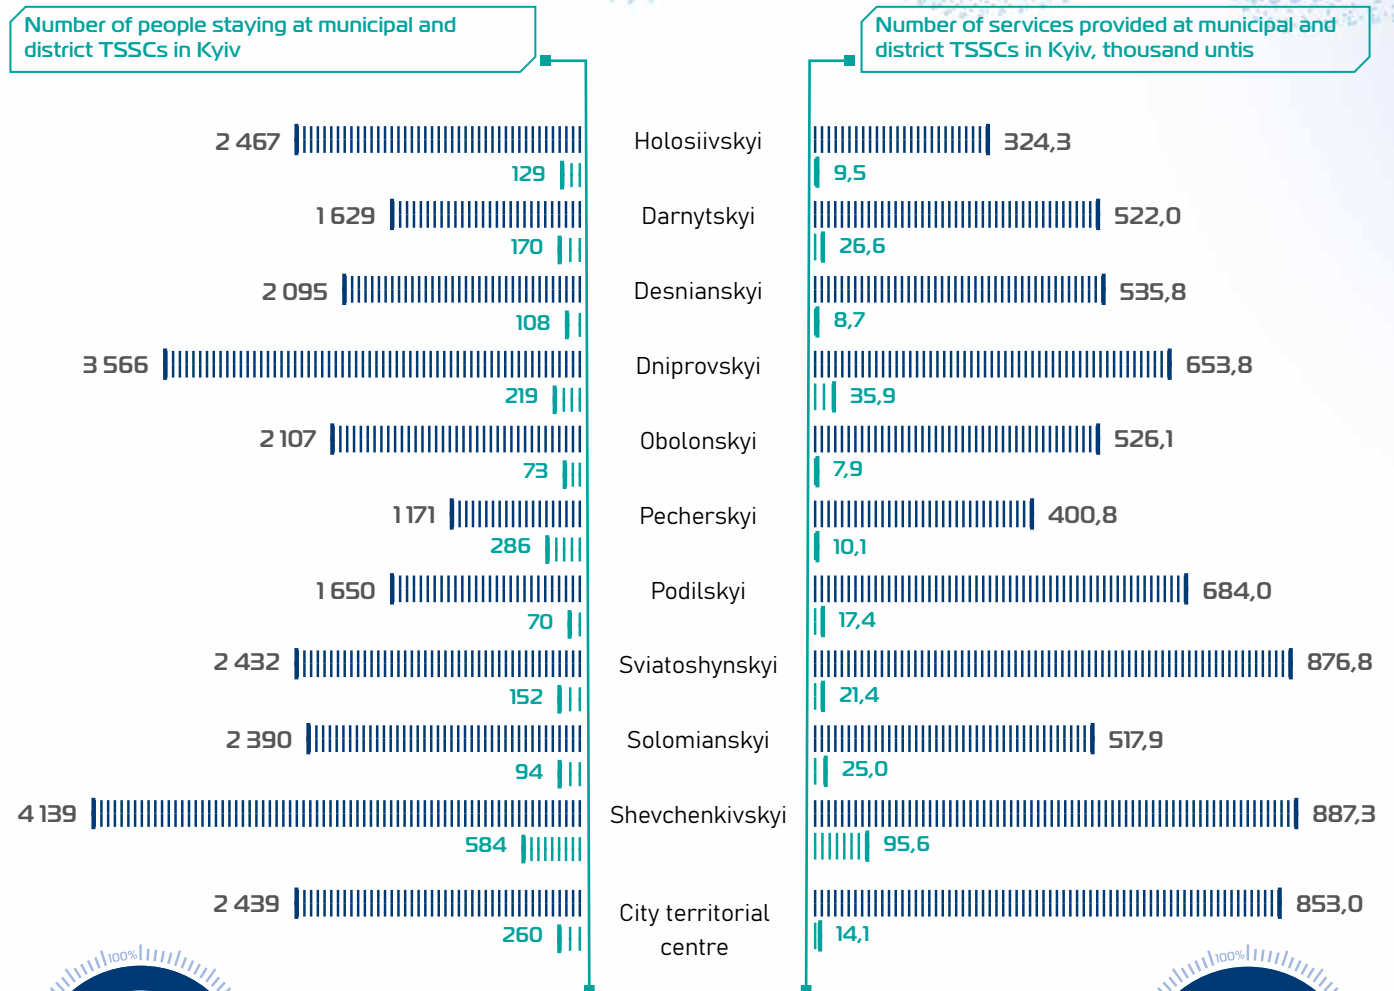 Number of people staying at municipal and
district TSSCs in Kyiv
Number of services provided at municipal and
district TSSCs in Kyiv, thousand untis
2 467 Holosiivskyi 324,3
129 9,5
1 629 Darnytskyi 522,0
170 26,6
2 095 Desnianskyi 535,8
108 8,7
3 566 Dniprovskyi 653,8
219 35,9
2 107 Obolonskyi 526,1
73 7,9
1 171 Pecherskyi 400,8
286 10,1
1 650 Podilskyi 684,0
70 17,4
2 432 Sviatoshynskyi 876,8
152 21,4
2 390 Solomianskyi 517,9
94 25,0
4 139 Shevchenkivskyi 887,3
584 95,6
2 439 City territorial 853,0
260 centre 14,1
100% 100%